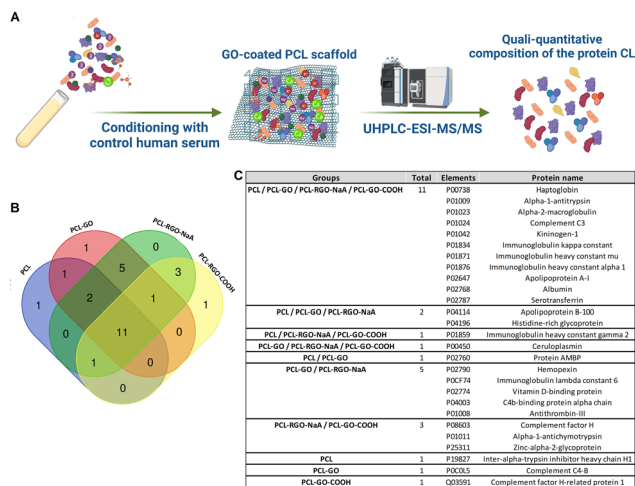 A
GO-coated PCL scaffold
Quali-quantitative
composition of the protein CL
Conditioning with
control human serum
UHPLC-ESI-MS/MS
B
PCL
PCL-GO
PCL-RGO-NaA
PCL-RGO-COOH
1
1
0
1
1
5
3
2
1
0
11
0
1
0
0
C
Groups Total Elements Protein name
PCL / PCL-GO / PCL-RGO-NaA / PCL-GO-COOH 11 P00738 Haptoglobin
P01009 Alpha-1-antitrypsin
P01023 Alpha-2-macroglobulin
P01024 Complement C3
P01042 Kininogen-1
P01834 Immunoglobulin kappa constant
P01871 Immunoglobulin heavy constant mu
P01876 Immunoglobulin heavy constant alpha 1
P02647 Apolipoprotein A-I
P02768 Albumin
P02787 Serotransferrin
PCL / PCL-GO / PCL-RGO-NaA 2 P04114 Apolipoprotein B-100
P04196 Histidine-rich glycoprotein
PCL / PCL-RGO-NaA / PCL-GO-COOH 1 P01859 Immunoglobulin heavy constant gamma 2
PCL-GO / PCL-RGO-NaA / PCL-GO-COOH 1 P00450 Ceruloplasmin
PCL / PCL-GO 1 P02760 Protein AMBP
PCL-GO / PCL-RGO-NaA 5 P02790 Hemopexin
P0CF74 Immunoglobulin lambda constant 6
P02774 Vitamin D-binding protein
P04003 C4b-binding protein alpha chain
P01008 Antithrombin-III
PCL-RGO-NaA / PCL-GO-COOH 3 P08603 Complement factor H
P01011 Alpha-1-antichymotrypsin
P25311 Zinc-alpha-2-glycoprotein
PCL 1 P19827 Inter-alpha-trypsin inhibitor heavy chain H1
PCL-GO 1 P0C0L5 Complement C4-B
PCL-GO-COOH 1 Q03591 Complement factor H-related protein 1